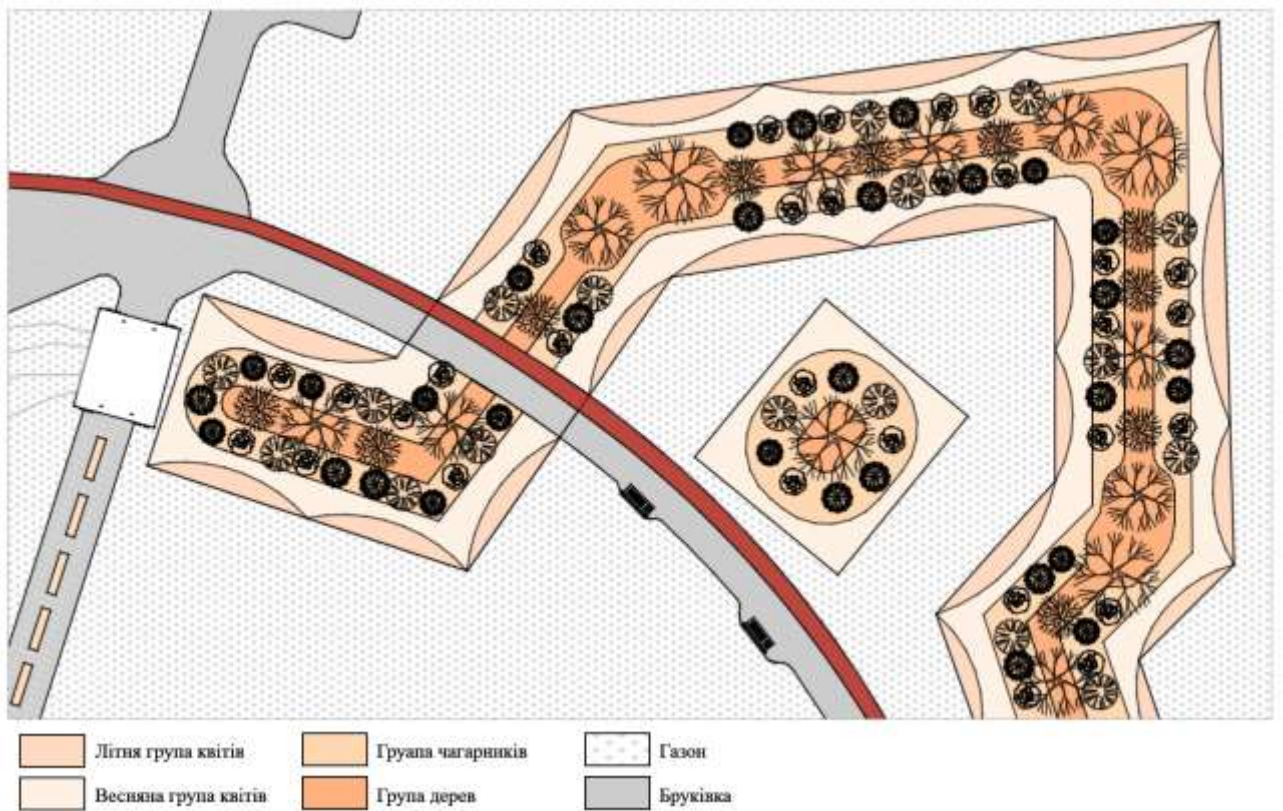 Літня група квітів
Груапа чагарників
Газон
Весняна група квітів
Група дерев
Бруківка